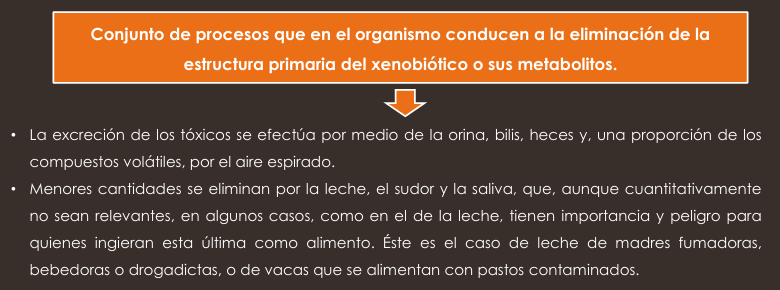 Conjunto de procesos que en el organismo conducen a la eliminación de la
estructura primaria del xenobiótico o sus metabolitos.
• La excreción de los tóxicos se efectúa por medio de la orina, bilis, heces y, una proporción de los
compuestos volátiles, por el aire espirado.
• Menores cantidades se eliminan por la leche, el sudor y la saliva, que, aunque cuantitativamente
no sean relevantes, en algunos casos, como en el de la leche, tienen importancia y peligro para
quienes ingieran esta última como alimento. Éste es el caso de leche de madres fumadoras,
bebedoras o drogadictas, o de vacas que se alimentan con pastos contaminados.